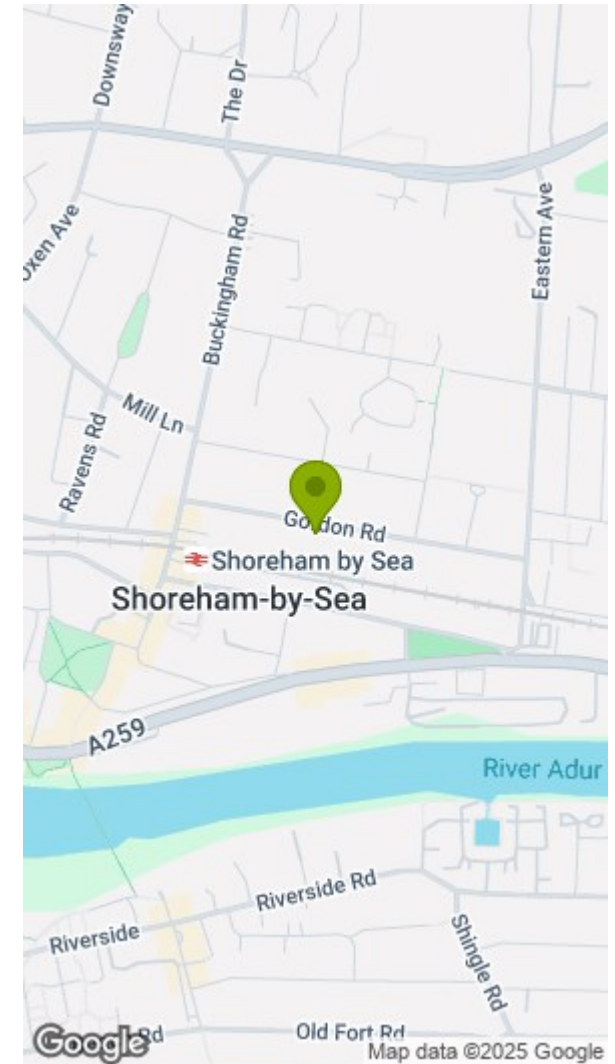 Downsway
The Dr
Oxen Ave
Buckingham Rd
Eastern Ave
Mill Ln
Ravens Rd
Gordon Rd
Shoreham by Sea
Shoreham-by-Sea
A259
River Adur
Riverside Rd
Riverside
Shingle Rd
Old Fort Rd
Rd
Google
Map data ©2025 Google